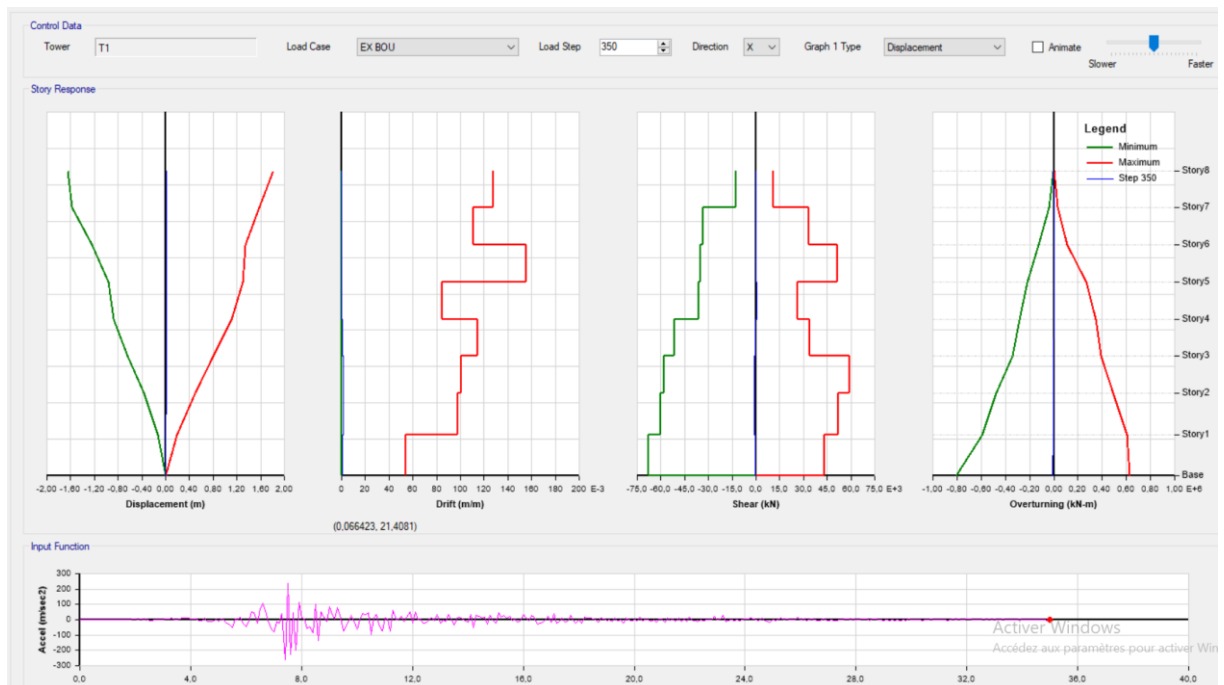 Control Data
Tower T1 Load Case EX BOU Load Step 350 Direction X Graph 1 Type Displacement Animate
Slower Faster
Story Response
Legend
Minimum
Maximum
Step 350
Story8
Story7
Story6
Story5
Story4
Story3
Story2
Story1
Base
-2,00 -1,60 -1,20 -0,80 -0,40 0,00 0,40 0,80 1,20 1,60 2,00
Displacement (m)
0 20 40 60 80 100 120 140 160 180 200 E-3
Drift (m/m)
-75,0 -60,0 -45,0 -30,0 -15,0 0,0 15,0 30,0 45,0 60,0 75,0 E+3
Shear (kN)
-1,00 -0,80 -0,60 -0,40 -0,20 0,00 0,20 0,40 0,60 0,80 1,00 E+6
Overturning (kN-m)
(0,066423, 21,4081)
Input Function
Accel (m/sec2)
300
200
100
0
-100
-200
-300
0,0 4,0 8,0 12,0 16,0 20,0 24,0 28,0 32,0 36,0 40,0
Activer Windows
Accédez aux paramètres pour activer Win